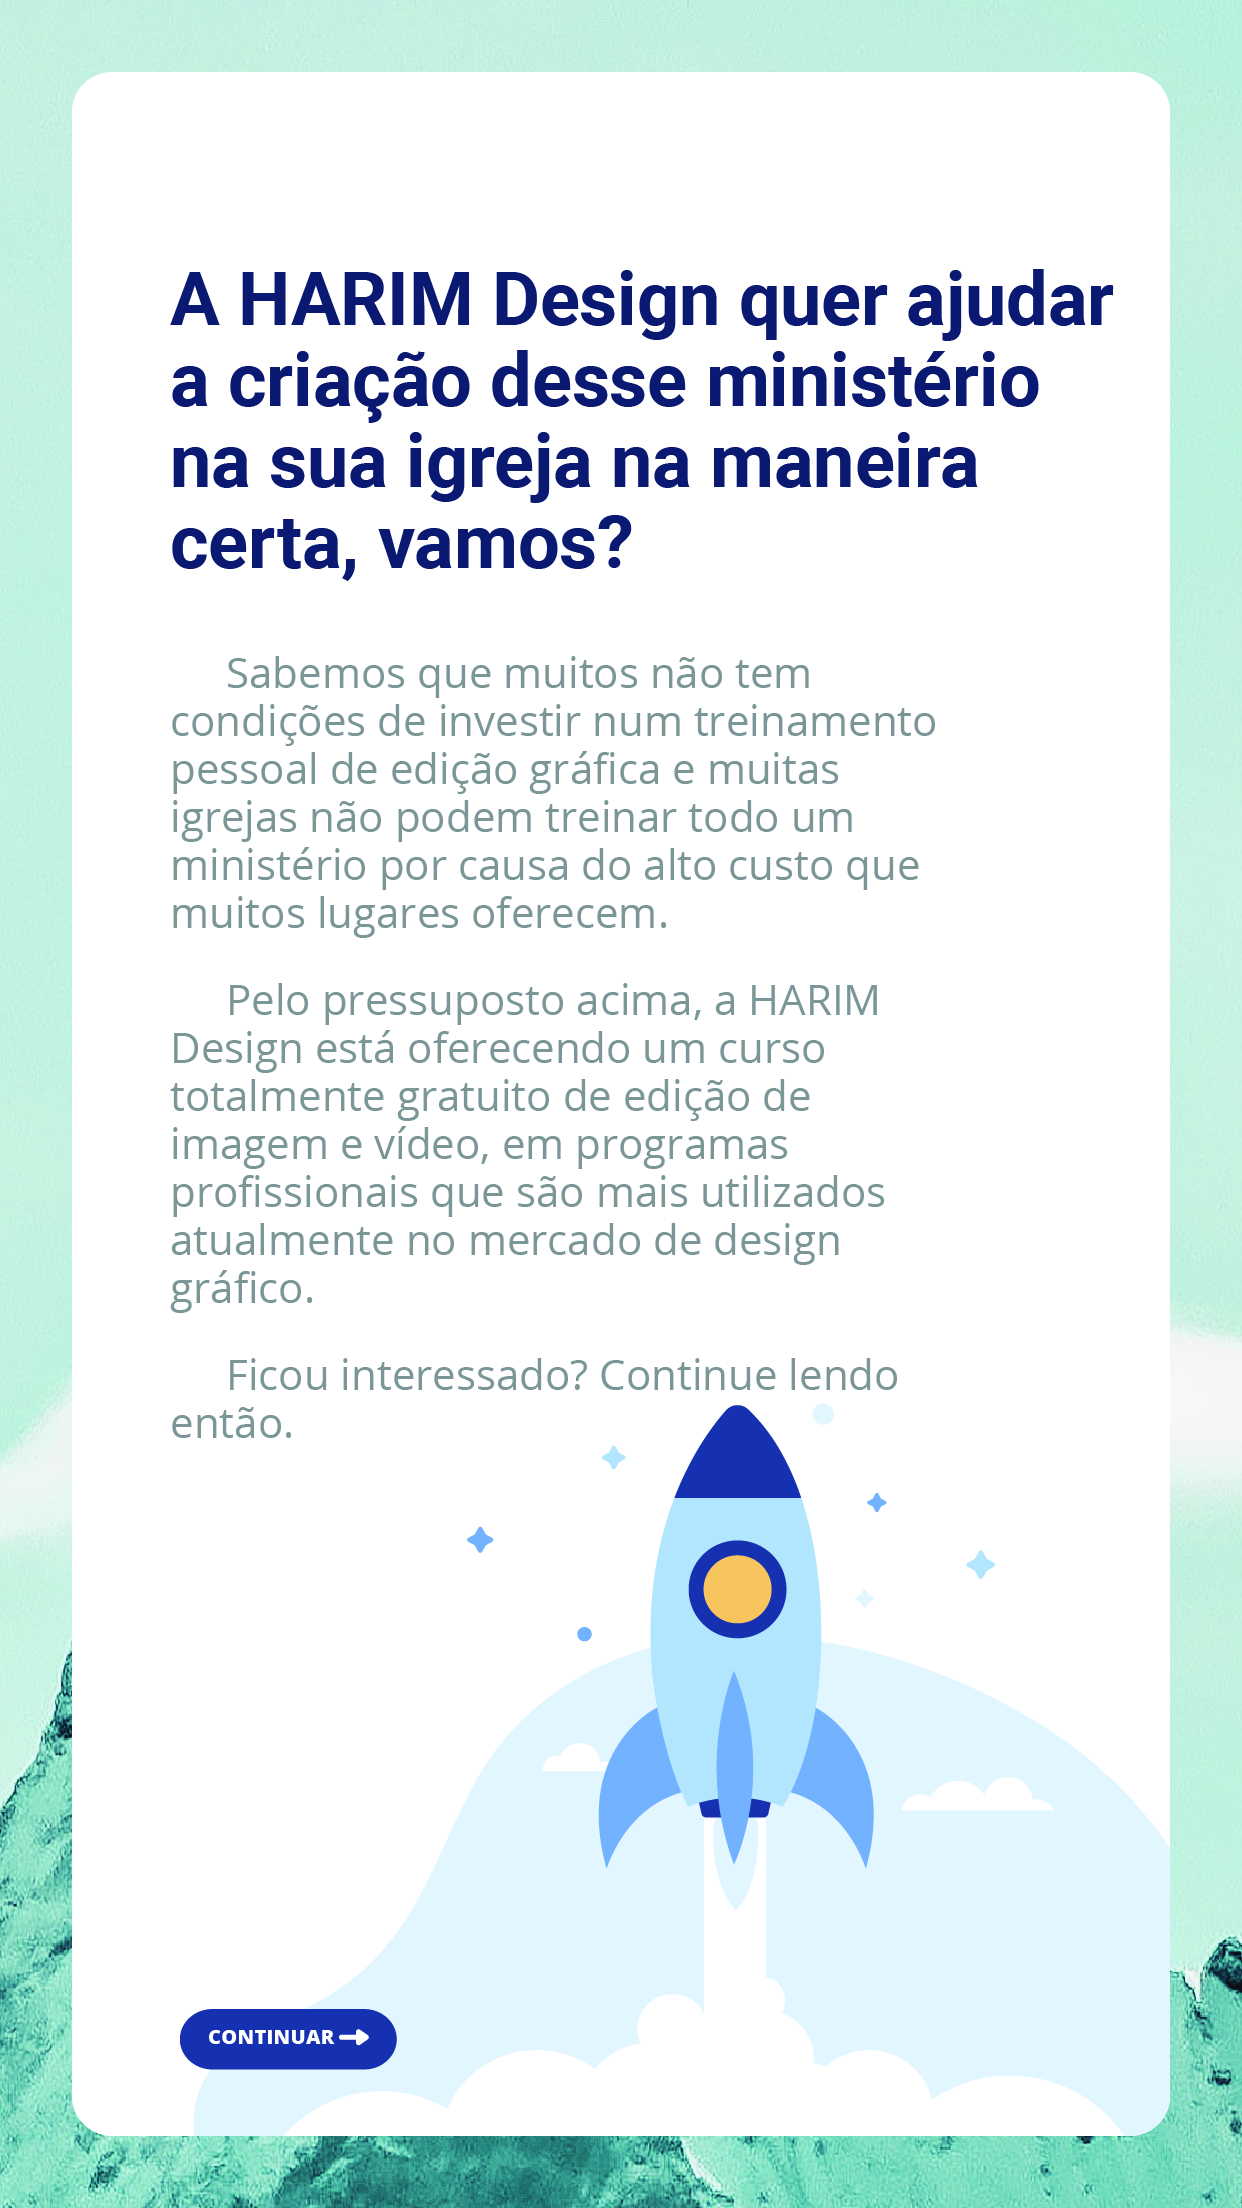 A HARIM Design quer ajudar
a criação desse ministério
na sua igreja na maneira
certa, vamos?
Sabemos que muitos não tem
condições de investir num treinamento
pessoal de edição gráfica e muitas
igrejas não podem treinar todo um
ministério por causa do alto custo que
muitos lugares oferecem.
Pelo pressuposto acima, a HARIM
Design está oferecendo um curso
totalmente gratuito de edição de
imagem e vídeo, em programas
profissionais que são mais utilizados
atualmente no mercado de design
gráfico.
Ficou interessado? Continue lendo
então.
CONTINUAR